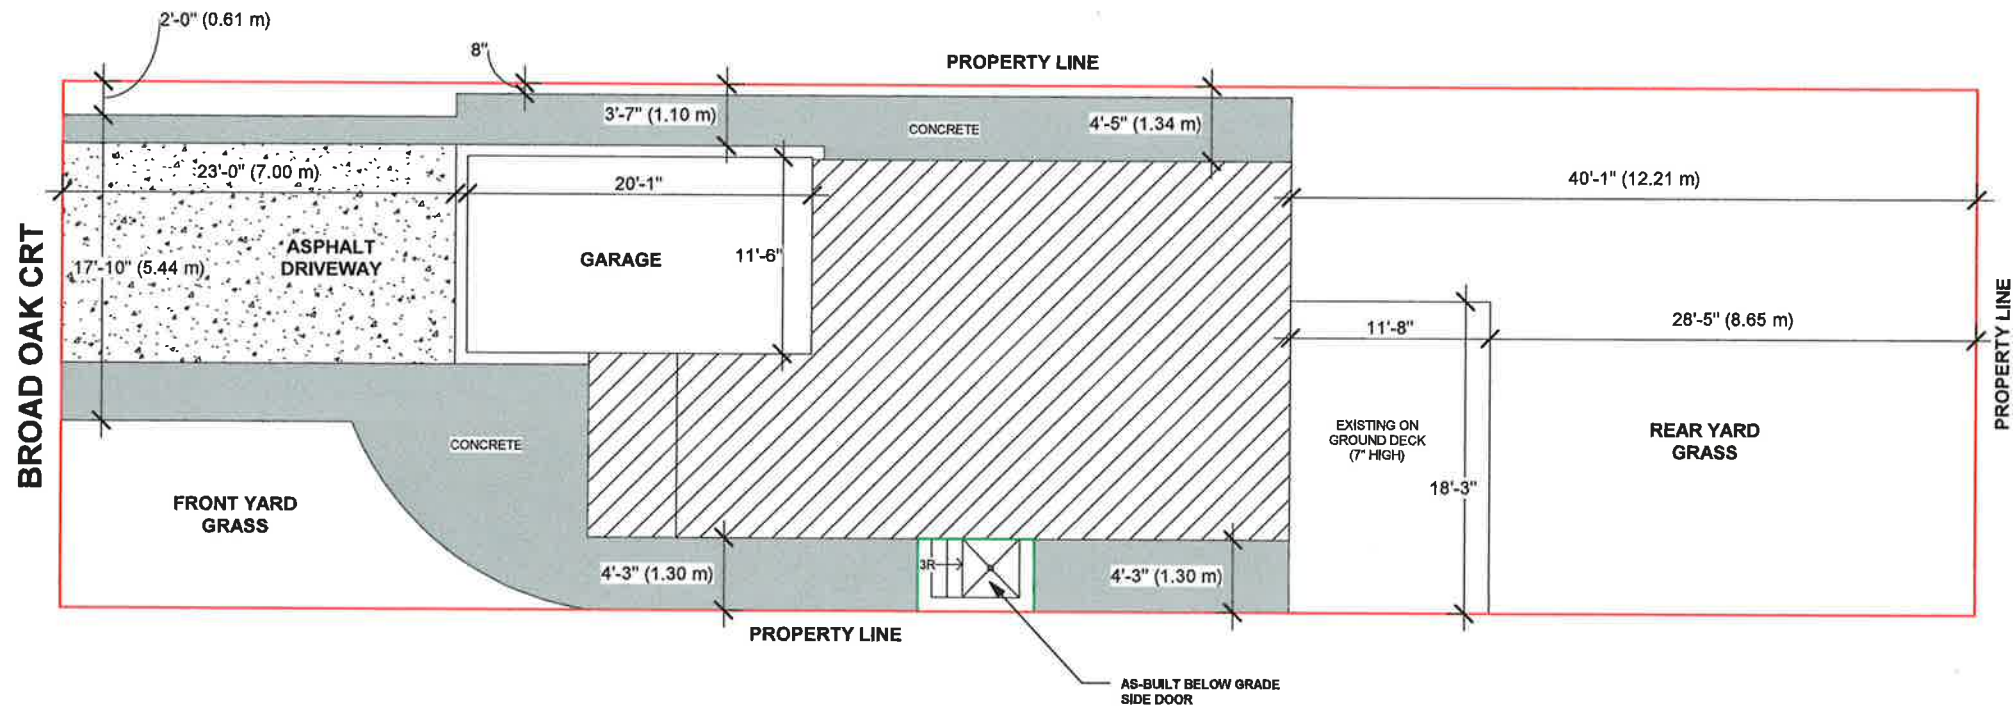 2'-0" (0.61 m)
8"
PROPERTY LINE
3'-7" (1.10 m)
CONCRETE
4'-5" (1.34 m)
23'-0" (7.00 m)
20'-1"
40'-1" (12.21 m)
BROAD OAK CRT
ASPHALT
DRIVEWAY
17'-10" (5.44 m)
GARAGE
11'-6"
11'-8"
28'-5" (8.65 m)
PROPERTY LINE
CONCRETE
EXISTING ON
GROUND DECK
(7" HIGH)
REAR YARD
GRASS
18'-3"
FRONT YARD
GRASS
4'-3" (1.30 m)
3R
4'-3" (1.30 m)
PROPERTY LINE
AS-BUILT BELOW GRADE
SIDE DOOR